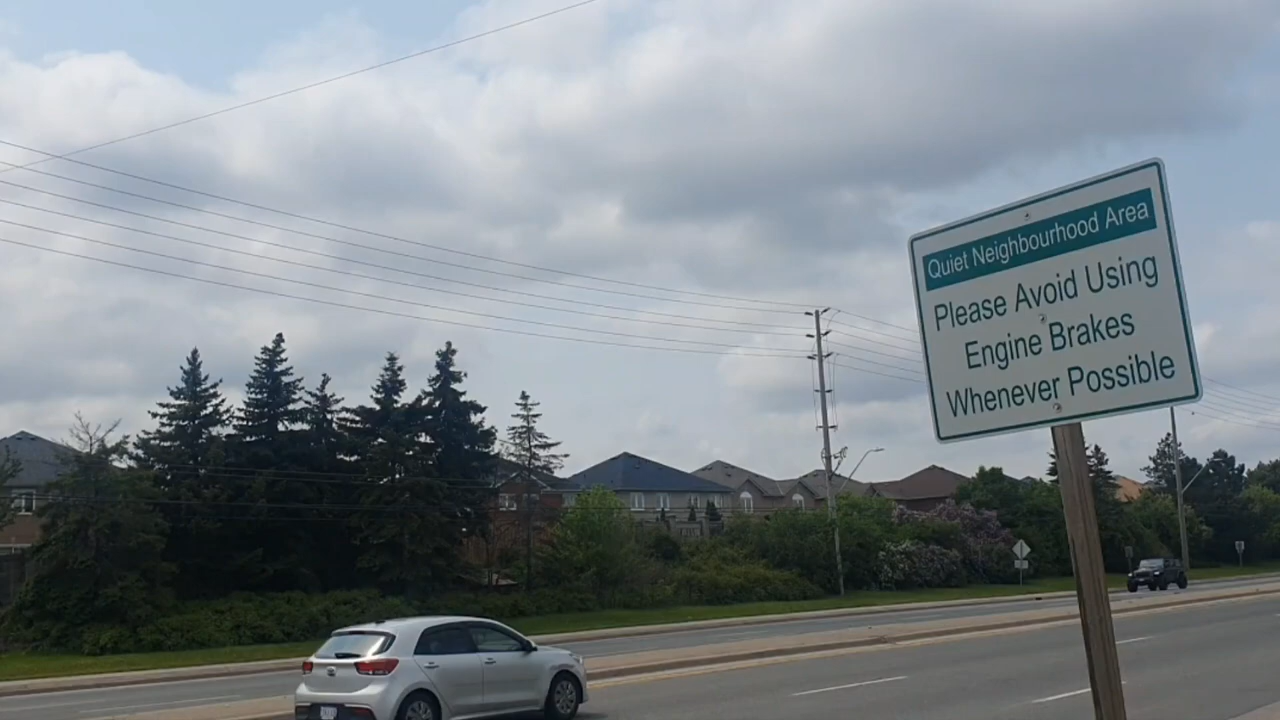 Quiet Neighbourhood Area
Please Avoid Using
Engine Brakes
Whenever Possible